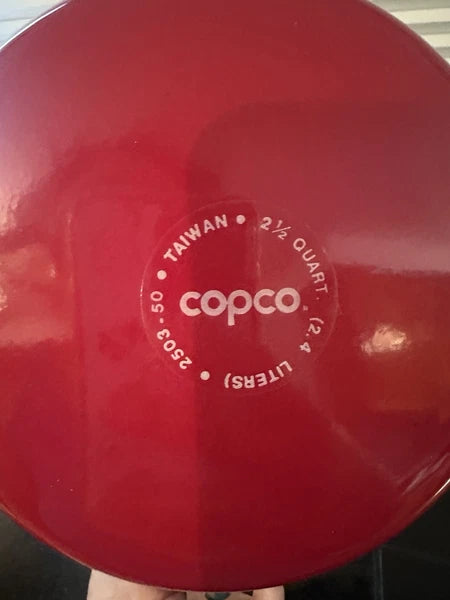 copco
2503-50 • TAIWAN • 2½ QUART. (2.4 LITERS) •